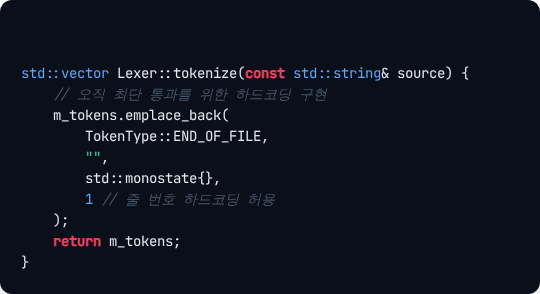 std::vector Lexer::tokenize(const std::string& source) {
    // 오직 최단 통과를 위한 하드코딩 구현
    m_tokens.emplace_back(
        TokenType::END_OF_FILE,
        "",
        std::monostate{},
        1 // 줄 번호 하드코딩 허용
    );
    return m_tokens;
}